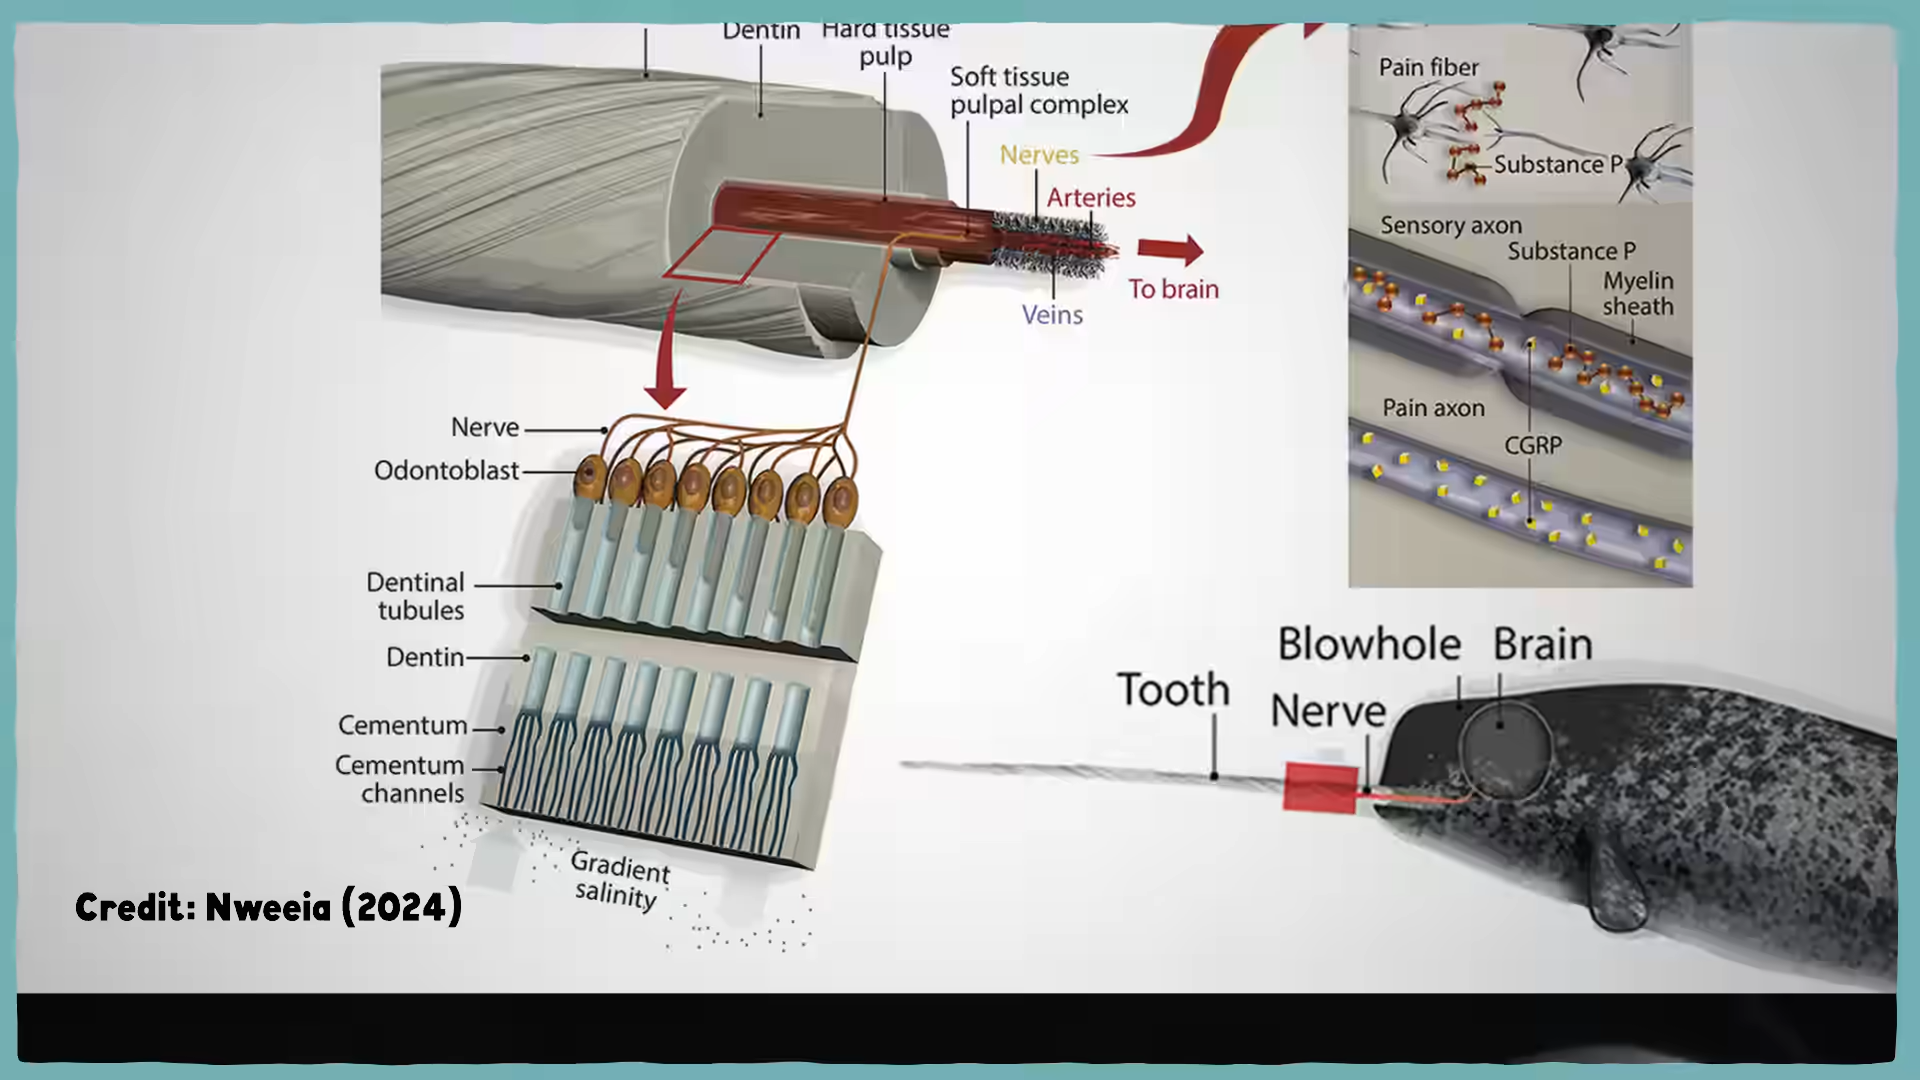 Dentin
Hard tissue
pulp
Soft tissue
pulpal complex
Nerves
Arteries
To brain
Veins
Pain fiber
Substance P
Sensory axon
Substance P
Myelin
sheath
Pain axon
CGRP
Nerve
Odontoblast
Dentinal
tubules
Dentin
Cementum
Cementum
channels
Gradient
salinity
Blowhole
Brain
Tooth
Nerve
Credit: Nweeia (2024)